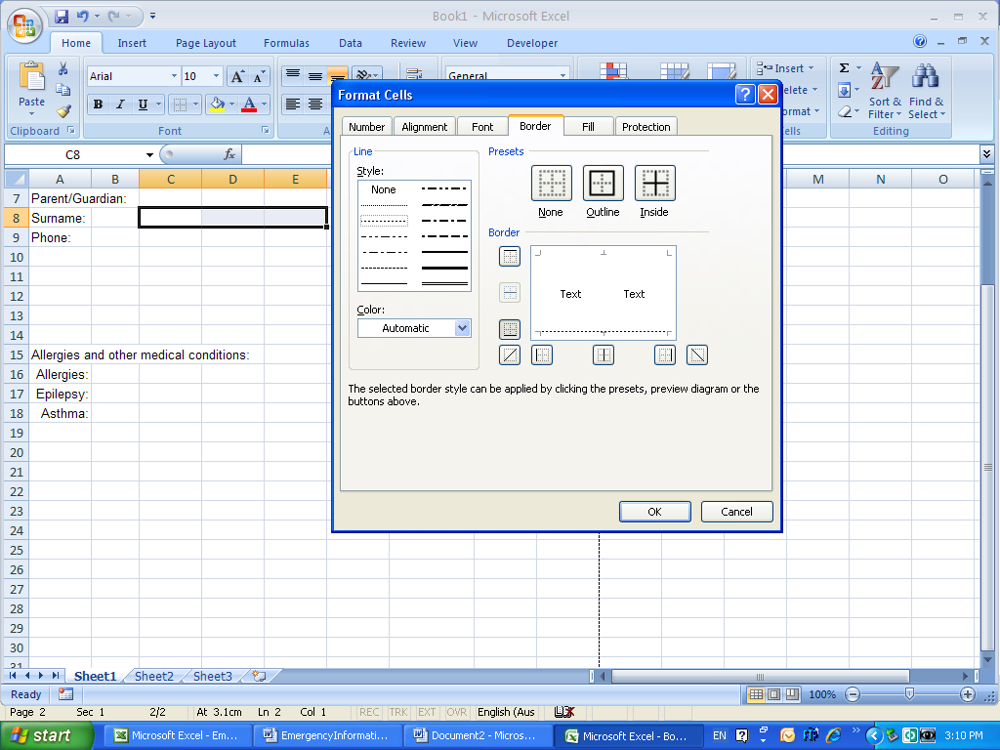 Book1 - Microsoft Excel
Home Insert Page Layout Formulas Data Review View Developer
Paste
Arial 10
General
B I U
Insert
Sort & Filter
Find & Select
Clipboard Font Editing
C8 fx
Format Cells
Number Alignment Font Border Fill Protection
Line
Style:
None
Color:
Automatic
Presets
None Outline Inside
Border
Text Text
The selected border style can be applied by clicking the presets, preview diagram or the
buttons above.
OK Cancel
A B C D E M N O
7 Parent/Guardian:
8 Surname:
9 Phone:
10
11
12
13
14
15 Allergies and other medical conditions:
16 Allergies:
17 Epilepsy:
18 Asthma:
19
20
21
22
23
24
25
26
27
28
29
30
31
Sheet1 Sheet2 Sheet3
Ready 100%
Page 2 Sec 1 2/2 At 3.1cm Ln 2 Col 1 REC TRK EXT OVR English (Aus
start Microsoft Excel - Em... EmergencyInformati... Document2 - Micros... Microsoft Excel - Bo... EN 3:10 PM